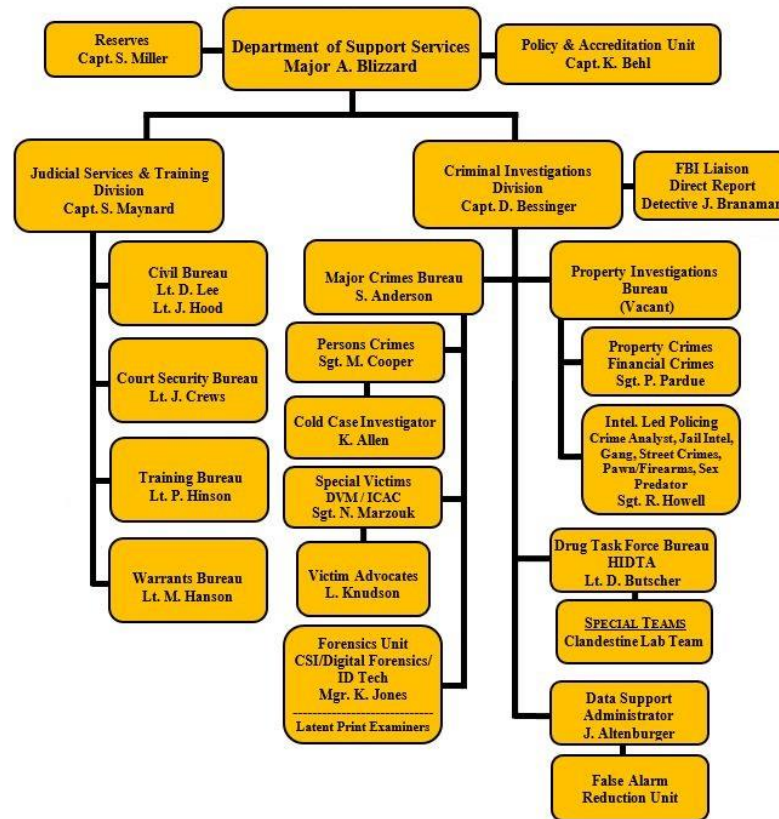 Reserves
Capt. S. Miller
Department of Support Services
Major A. Blizzard
Policy & Accreditation Unit
Capt. K. Behl
Judicial Services & Training
Division
Capt. S. Maynard
Criminal Investigations
Division
Capt. D. Bessinger
FBI Liaison
Direct Report
Detective J. Branaman
Civil Bureau
Lt. D. Lee
Lt. J. Hood
Court Security Bureau
Lt. J. Crews
Training Bureau
Lt. P. Hinson
Warrants Bureau
Lt. M. Hanson
Major Crimes Bureau
S. Anderson
Persons Crimes
Sgt. M. Cooper
Cold Case Investigator
K. Allen
Special Victims
DVM / ICAC
Sgt. N. Marzouk
Victim Advocates
L. Knudson
Forensics Unit
CSI/Digital Forensics/
ID Tech
Mgr. K. Jones
Latent Print Examiners
Property Investigations
Bureau
(Vacant)
Property Crimes
Financial Crimes
Sgt. P. Pardue
Intel. Led Policing
Crime Analyst, Jail Intel,
Gang, Street Crimes,
Pawn/Firearms, Sex
Predator
Sgt. R. Howell
Drug Task Force Bureau
HIDTA
Lt. D. Butscher
SPECIAL TEAMS
Clandestine Lab Team
Data Support
Administrator
J. Altenburger
False Alarm
Reduction Unit